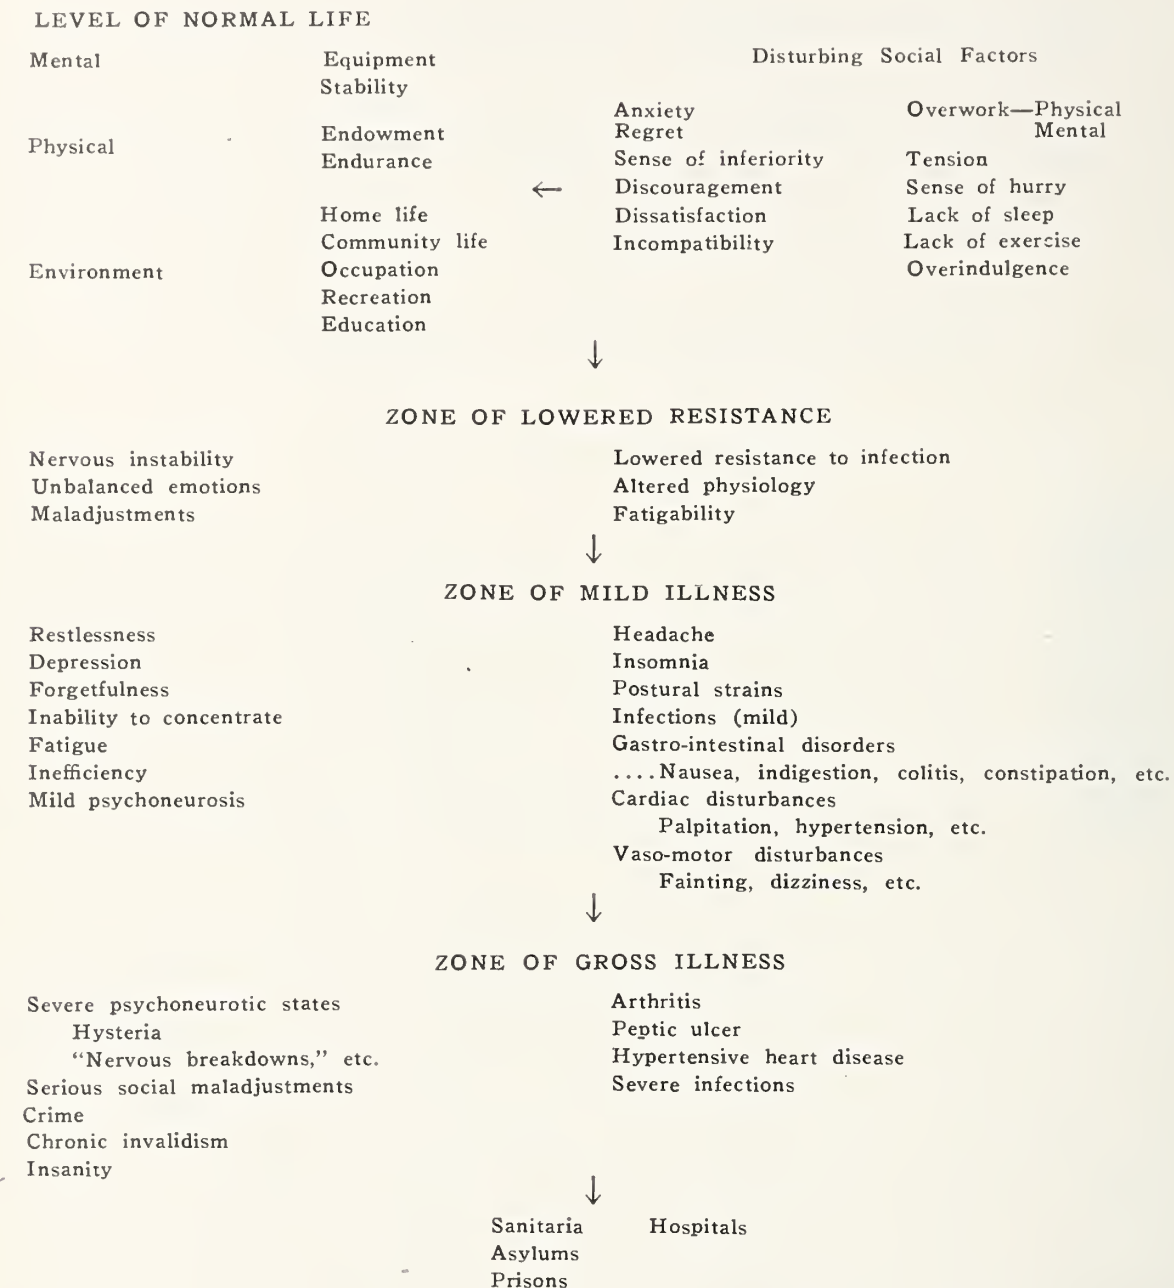 LEVEL OF NORMAL LIFE
Mental
Equipment
Stability
Physical
Endowment
Endurance
Environment
Home life
Community life
Occupation
Recreation
Education
←
Disturbing Social Factors
Anxiety
Regret
Sense of inferiority
Discouragement
Dissatisfaction
Incompatibility
Overwork—Physical
Mental
Tension
Sense of hurry
Lack of sleep
Lack of exercise
Overindulgence
↓
ZONE OF LOWERED RESISTANCE
Nervous instability
Unbalanced emotions
Maladjustments
Lowered resistance to infection
Altered physiology
Fatigability
↓
ZONE OF MILD ILLNESS
Restlessness
Depression
Forgetfulness
Inability to concentrate
Fatigue
Inefficiency
Mild psychoneurosis
Headache
Insomnia
Postural strains
Infections (mild)
Gastro-intestinal disorders
....Nausea, indigestion, colitis, constipation, etc.
Cardiac disturbances
Palpitation, hypertension, etc.
Vaso-motor disturbances
Fainting, dizziness, etc.
↓
ZONE OF GROSS ILLNESS
Severe psychoneurotic states
Hysteria
“Nervous breakdowns,” etc.
Serious social maladjustments
Crime
Chronic invalidism
Insanity
Arthritis
Peptic ulcer
Hypertensive heart disease
Severe infections
↓
Sanitaria
Asylums
Prisons
Hospitals